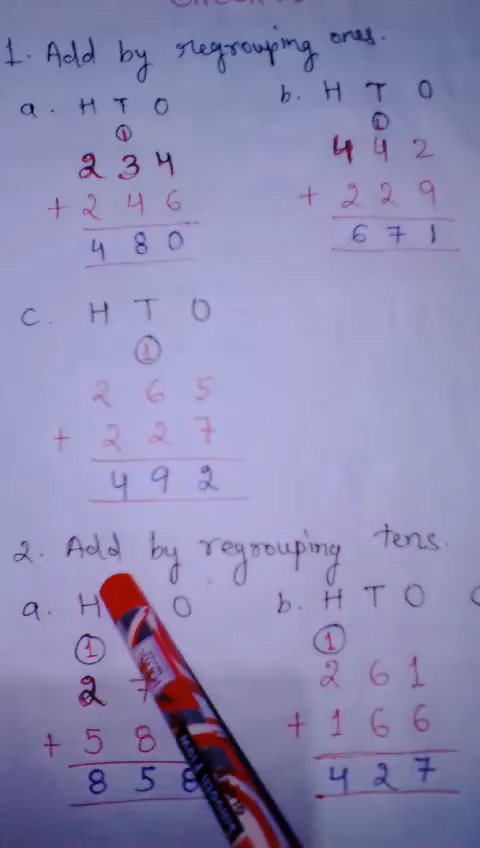 1. Add by regrouping ones.
a. H T O
b. H T O
1
1
2 3 4
4 4 2
+ 2 4 6
+ 2 2 9
4 8 0
6 7 1
c. H T O
1
2 6 5
+ 2 2 7
4 9 2
2. Add by regrouping tens.
a. H O
b. H T O
1
1
2 7
2 6 1
+ 5 8
+ 1 6 6
8 5 8
4 2 7